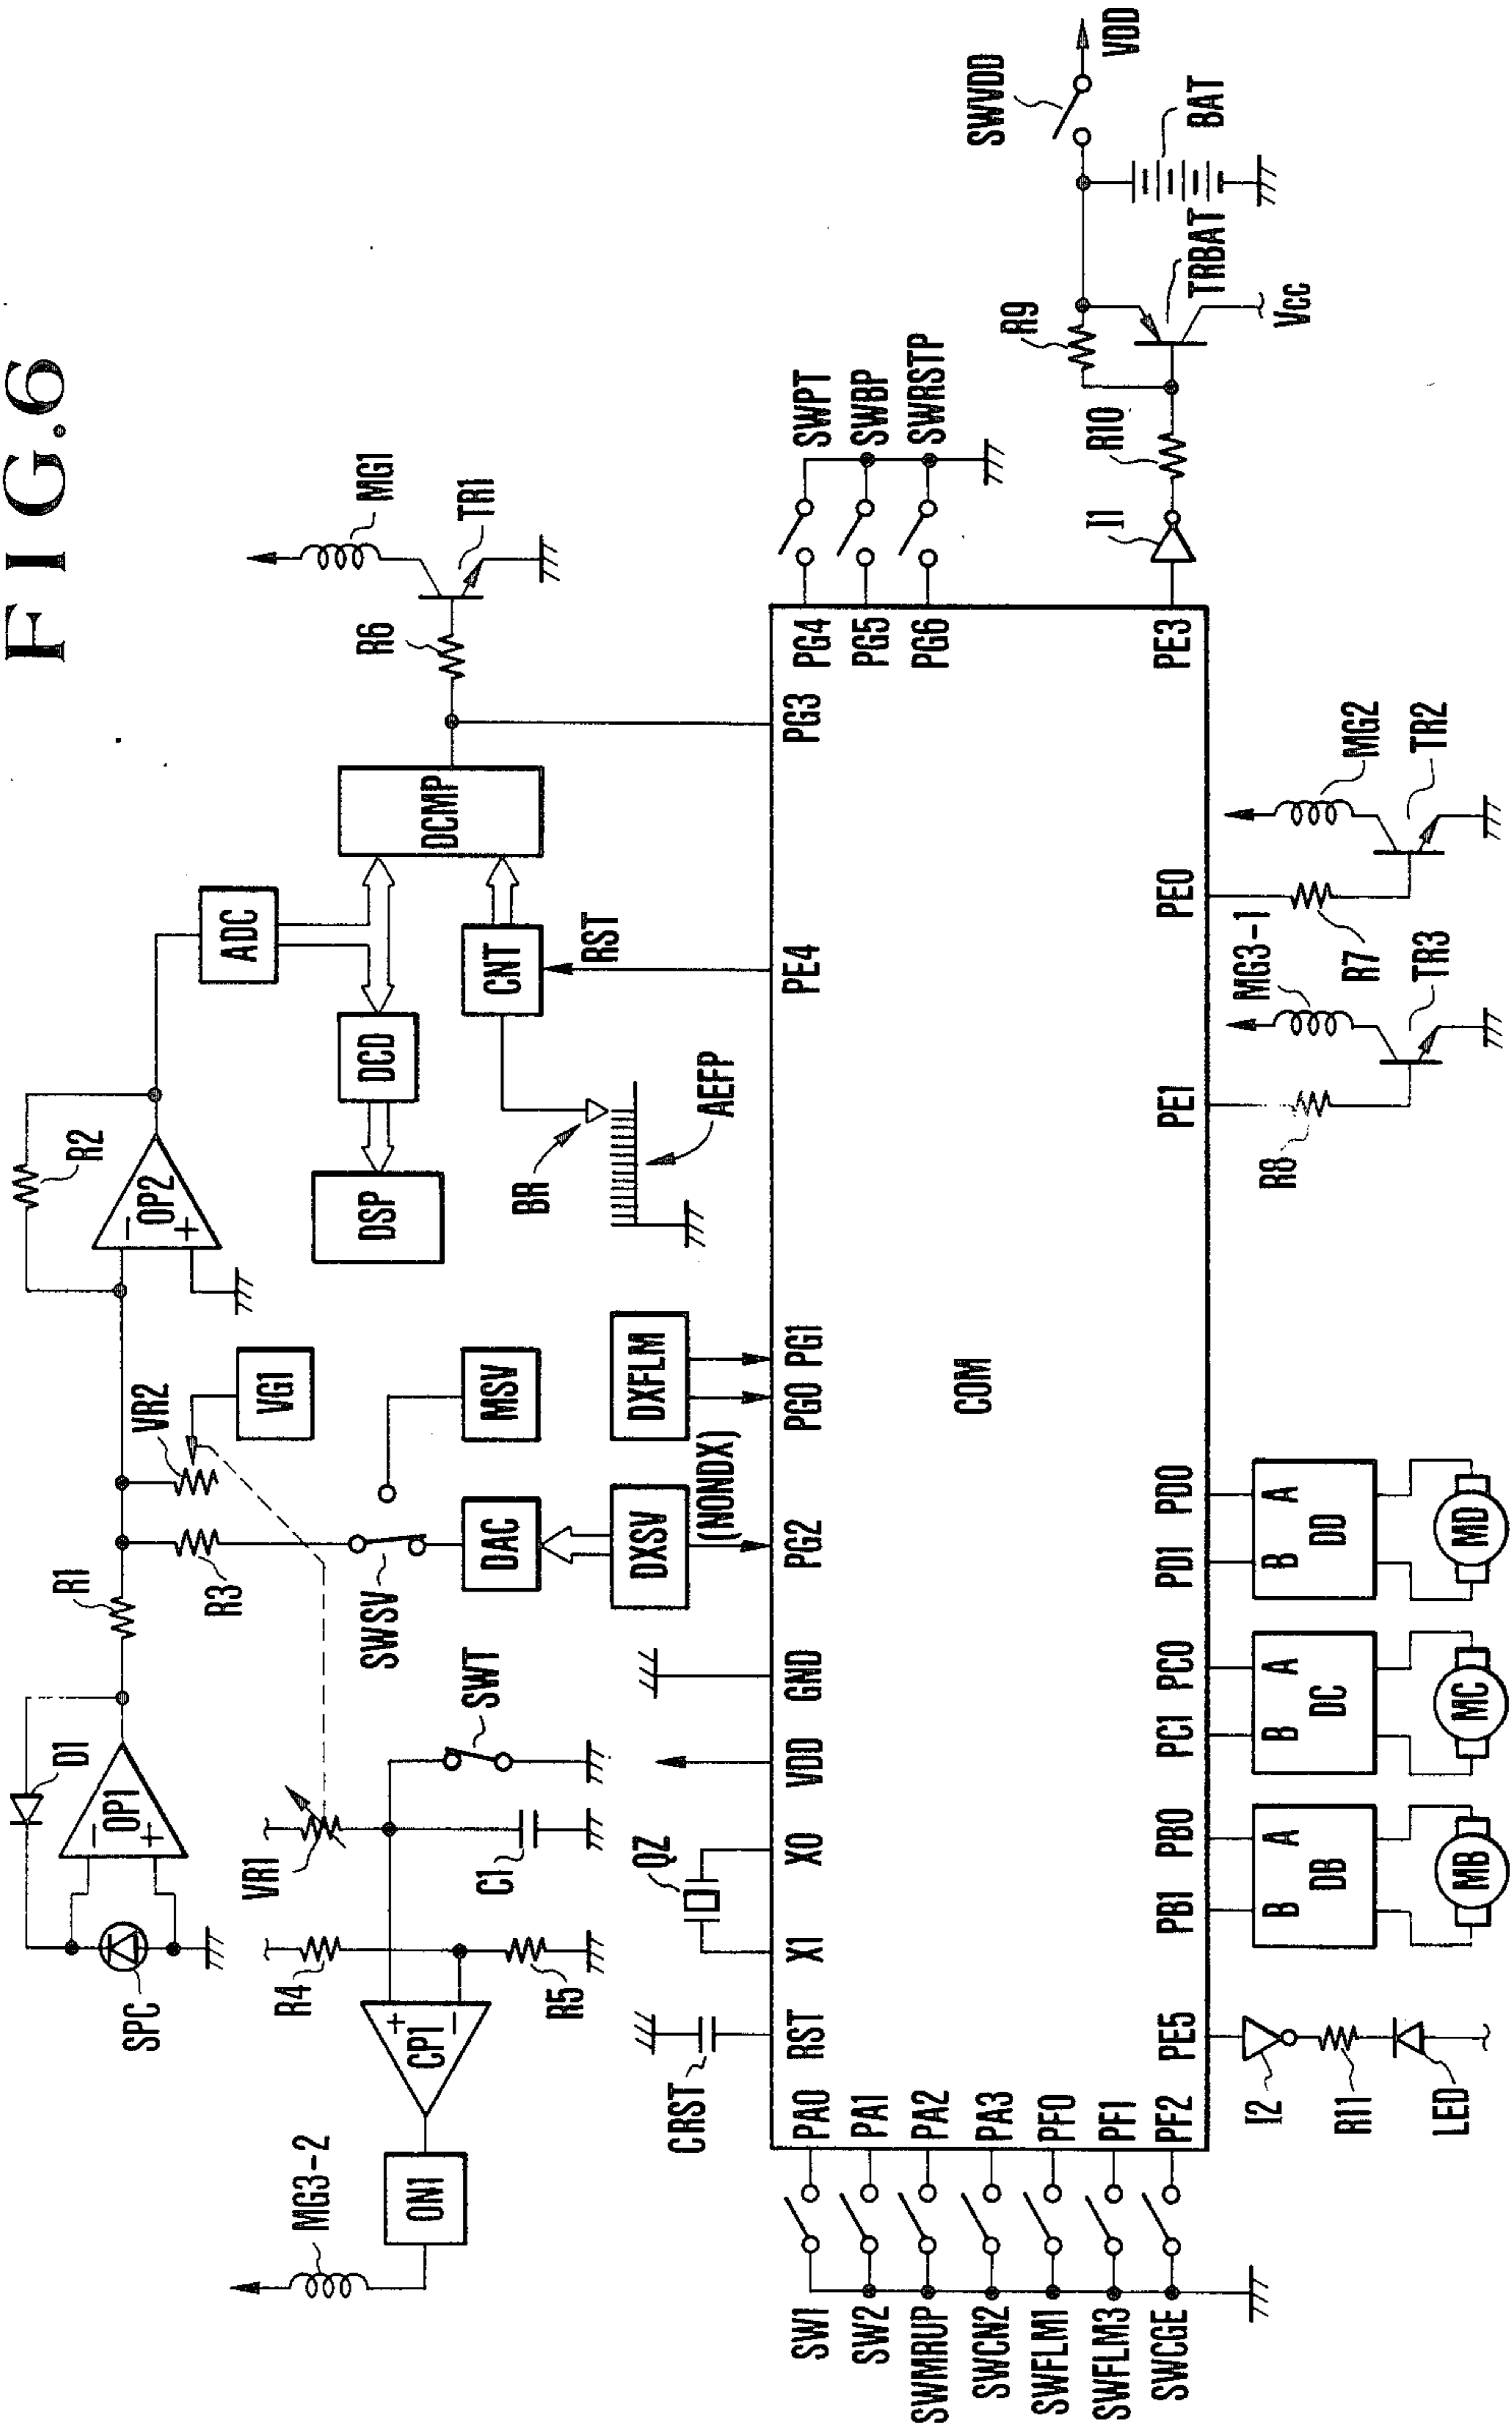 FIG.6
SPC
D1
OP1
−
+
R1
R2
OP2
−
+
VR2
VG1
R3
SWSV
MSV
DAC
DXSV
(NONDX)
DXFLM
ADC
DCD
DSP
DCMP
CNT
RST
BR
AEFP
R6
MG1
TR1
MG3-2
ON1
CP1
+
−
R4
R5
VR1
C1
SWT
CRST
QZ
RST
X1
X0
VDD
GND
PG2
PG0
PG1
PE4
PG3
COM
PA0
PA1
PA2
PA3
PF0
PF1
PF2
SW1
SW2
SWMRUP
SWCN2
SWFLM1
SWFLM3
SWCGE
PG4
PG5
PG6
SWPT
SWBP
SWRSTP
PE3
I1
R10
R9
TRBAT
Vcc
BAT
SWVDD
VDD
PE5
PB1
PB0
PC1
PC0
PD1
PD0
PE1
PE0
I2
R11
LED
B
A
DB
MB
B
A
DC
MC
B
A
DD
MD
R8
MG3-1
TR3
R7
MG2
TR2